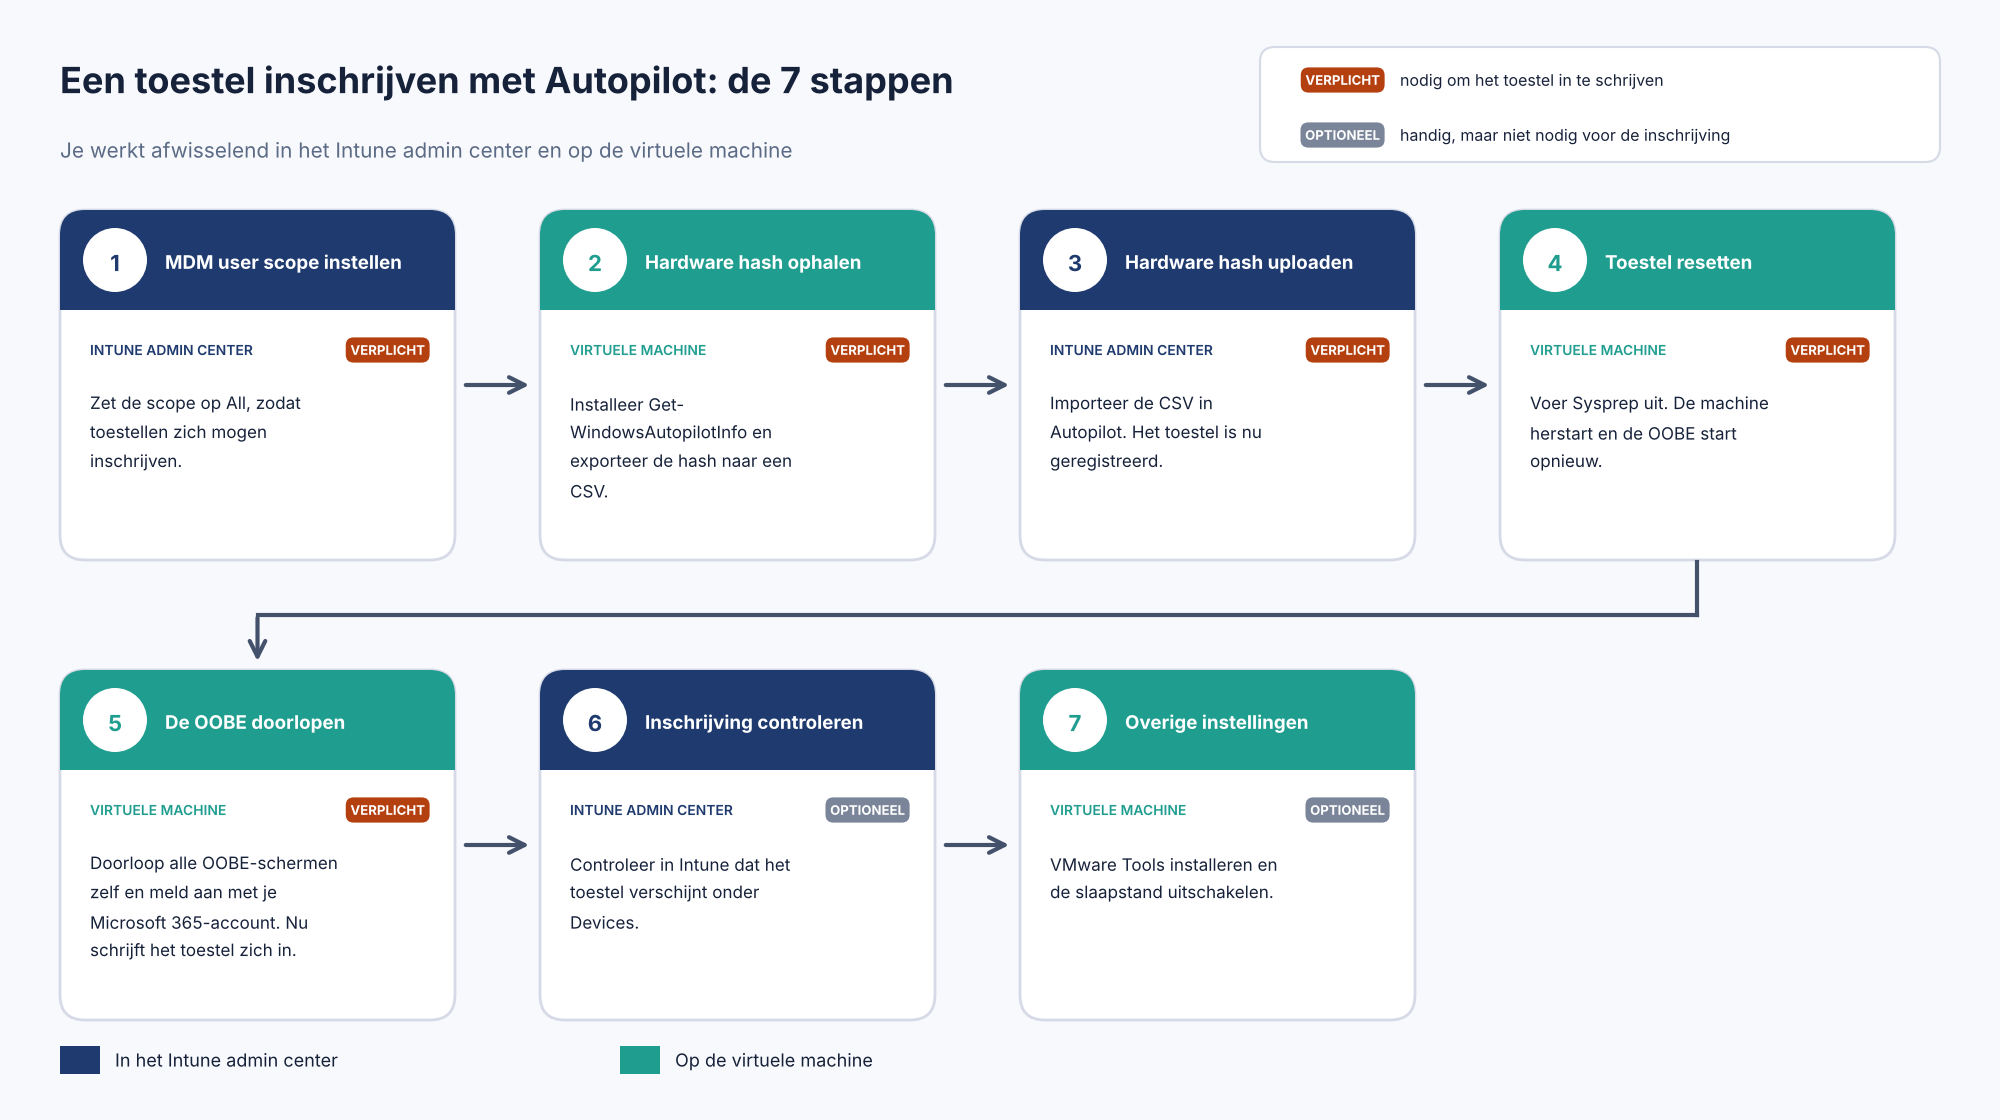 Een toestel inschrijven met Autopilot: de 7 stappen
Je werkt afwisselend in het Intune admin center en op de virtuele machine
VERPLICHT nodig om het toestel in te schrijven
OPTIONEEL handig, maar niet nodig voor de inschrijving
1 MDM user scope instellen
INTUNE ADMIN CENTER VERPLICHT
Zet de scope op All, zodat
toestellen zich mogen
inschrijven.
2 Hardware hash ophalen
VIRTUELE MACHINE VERPLICHT
Installeer Get-
WindowsAutopilotInfo en
exporteer de hash naar een
CSV.
3 Hardware hash uploaden
INTUNE ADMIN CENTER VERPLICHT
Importeer de CSV in
Autopilot. Het toestel is nu
geregistreerd.
4 Toestel resetten
VIRTUELE MACHINE VERPLICHT
Voer Sysprep uit. De machine
herstart en de OOBE start
opnieuw.
5 De OOBE doorlopen
VIRTUELE MACHINE VERPLICHT
Doorloop alle OOBE-schermen
zelf en meld aan met je
Microsoft 365-account. Nu
schrijft het toestel zich in.
6 Inschrijving controleren
INTUNE ADMIN CENTER OPTIONEEL
Controleer in Intune dat het
toestel verschijnt onder
Devices.
7 Overige instellingen
VIRTUELE MACHINE OPTIONEEL
VMware Tools installeren en
de slaapstand uitschakelen.
In het Intune admin center
Op de virtuele machine